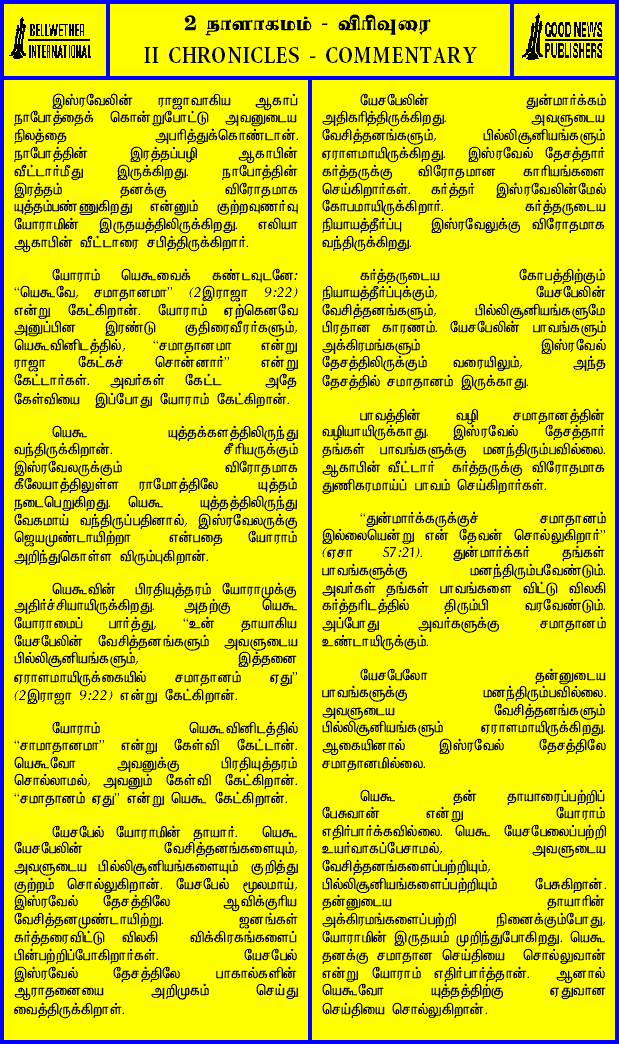 BELLWETHER
INTERNATIONAL
2 நாளாகமம் - விரிவுரை
II CHRONICLES - COMMENTARY
GOOD NEWS
PUBLISHERS
இஸ்ரவேலின் ராஜாவாகிய ஆகாப்
நாபோத்தைக் கொன்றுபோட்டு அவனுடைய
நிலத்தை அபரித்துக்கொண்டான்.
நாபோத்தின் இரத்தப்பழி ஆகாபின்
வீட்டார்மீது இருக்கிறது. நாபோத்தின்
இரத்தம் தனக்கு விரோதமாக
யுத்தம்பண்ணுகிறது என்னும் குற்றவுணர்வு
யோராமின் இருதயத்திலிருக்கிறது. எலியா
ஆகாபின் வீட்டாரை சபித்திருக்கிறார்.
யோராம் யெகூவைக் கண்டவுடனே:
“யெகூவே, சமாதானமா” (2இராஜா 9:22)
என்று கேட்கிறான். யோராம் ஏற்கெனவே
அனுப்பின இரண்டு குதிரைவீரர்களும்,
யெகூவினிடத்தில், “சமாதானமா என்று
ராஜா கேட்கச் சொன்னார்” என்று
கேட்டார்கள். அவர்கள் கேட்ட அதே
கேள்வியை இப்போது யோராம் கேட்கிறான்.
யெகூ யுத்தக்களத்திலிருந்து
வந்திருக்கிறான். சீரியருக்கும்
இஸ்ரவேலருக்கும் விரோதமாக
கீலேயாத்திலுள்ள ராமோத்திலே யுத்தம்
நடைபெறுகிறது. யெகூ யுத்தத்திலிருந்து
வேகமாய் வந்திருப்பதினால், இஸ்ரவேலருக்கு
ஜெயமுண்டாயிற்றா என்பதை யோராம்
அறிந்துகொள்ள விரும்புகிறான்.
யெகூவின் பிரதியுத்தரம் யோராமுக்கு
அதிர்ச்சியாயிருக்கிறது. அதற்கு யெகூ
யோராமைப் பார்த்து, “உன் தாயாகிய
யேசபேலின் வேசித்தனங்களும் அவளுடைய
பில்லிசூனியங்களும், இத்தனை
ஏராளமாயிருக்கையில் சமாதானம் ஏது”
(2இராஜா 9:22) என்று கேட்கிறான்.
யோராம் யெகூவினிடத்தில்
“சாமாதானமா” என்று கேள்வி கேட்டான்.
யெகூவோ அவனுக்கு பிரதியுத்தரம்
சொல்லாமல், அவனும் கேள்வி கேட்கிறான்.
“சமாதானம் ஏது” என்று யெகூ கேட்கிறான்.
யேசபேல் யோராமின் தாயார். யெகூ
யேசபேலின் வேசித்தனங்களையும்,
அவளுடைய பில்லிசூனியங்களையும் குறித்து
குற்றம் சொல்லுகிறான். யேசபேல் மூலமாய்,
இஸ்ரவேல் தேசத்திலே ஆவிக்குரிய
வேசித்தனமுண்டாயிற்று. ஜனங்கள்
கர்த்தரைவிட்டு விலகி விக்கிரகங்களைப்
பின்பற்றிப்போகிறார்கள். யேசபேல்
இஸ்ரவேல் தேசத்திலே பாகால்களின்
ஆராதனையை அறிமுகம் செய்து
வைத்திருக்கிறாள்.
யேசபேலின் துன்மார்க்கம்
அதிகரித்திருக்கிறது. அவளுடைய
வேசித்தனங்களும், பில்லிசூனியங்களும்
ஏராளமாயிருக்கிறது. இஸ்ரவேல் தேசத்தார்
கர்த்தருக்கு விரோதமான காரியங்களை
செய்கிறார்கள். கர்த்தர் இஸ்ரவேலின்மேல்
கோபமாயிருக்கிறார். கர்த்தருடைய
நியாயத்தீர்ப்பு இஸ்ரவேலுக்கு விரோதமாக
வந்திருக்கிறது.
கர்த்தருடைய கோபத்திற்கும்
நியாயத்தீர்ப்புக்கும், யேசபேலின்
வேசித்தனங்களும், பில்லிசூனியங்களுமே
பிரதான காரணம். யேசபேலின் பாவங்களும்
அக்கிரமங்களும் இஸ்ரவேல்
தேசத்திலிருக்கும் வரையிலும், அந்த
தேசத்தில் சமாதானம் இருக்காது.
பாவத்தின் வழி சமாதானத்தின்
வழியாயிருக்காது. இஸ்ரவேல் தேசத்தார்
தங்கள் பாவங்களுக்கு மனந்திரும்பவில்லை.
ஆகாபின் வீட்டார் கர்த்தருக்கு விரோதமாக
துணிகரமாய்ப் பாவம் செய்கிறார்கள்.
“துன்மார்க்கருக்குச் சமாதானம்
இல்லையென்று என் தேவன் சொல்லுகிறார்”
(ஏசா 57:21). துன்மார்க்கர் தங்கள்
பாவங்களுக்கு மனந்திரும்பவேண்டும்.
அவர்கள் தங்கள் பாவங்களை விட்டு விலகி
கர்த்தரிடத்தில் திரும்பி வரவேண்டும்.
அப்போது அவர்களுக்கு சமாதானம்
உண்டாயிருக்கும்.
யேசபேலோ தன்னுடைய
பாவங்களுக்கு மனந்திரும்பவில்லை.
அவளுடைய வேசித்தனங்களும்
பில்லிசூனியங்களும் ஏராளமாயிருக்கிறது.
ஆகையினால் இஸ்ரவேல் தேசத்திலே
சமாதானமில்லை.
யெகூ தன் தாயாரைப்பற்றிப்
பேசுவான் என்று யோராம்
எதிர்பார்க்கவில்லை. யெகூ யேசபேலைப்பற்றி
உயர்வாகப்பேசாமல், அவளுடைய
வேசித்தனங்களைப்பற்றியும்,
பில்லிசூனியங்களைப்பற்றியும் பேசுகிறான்.
தன்னுடைய தாயாரின்
அக்கிரமங்களைப்பற்றி நினைக்கும்போது,
யோராமின் இருதயம் முறிந்துபோகிறது. யெகூ
தனக்கு சமாதான செய்தியை சொல்லுவான்
என்று யோராம் எதிர்பார்த்தான். ஆனால்
யெகூவோ யுத்தத்திற்கு ஏதுவான
செய்தியை சொல்லுகிறான்.